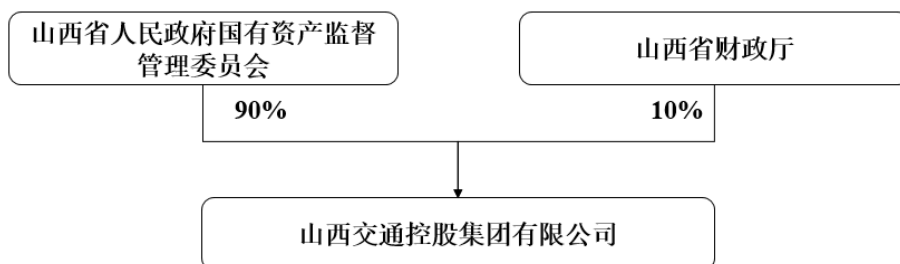 山西省人民政府国有资产监督
管理委员会
山西省财政厅
90%
10%
山西交通控股集团有限公司